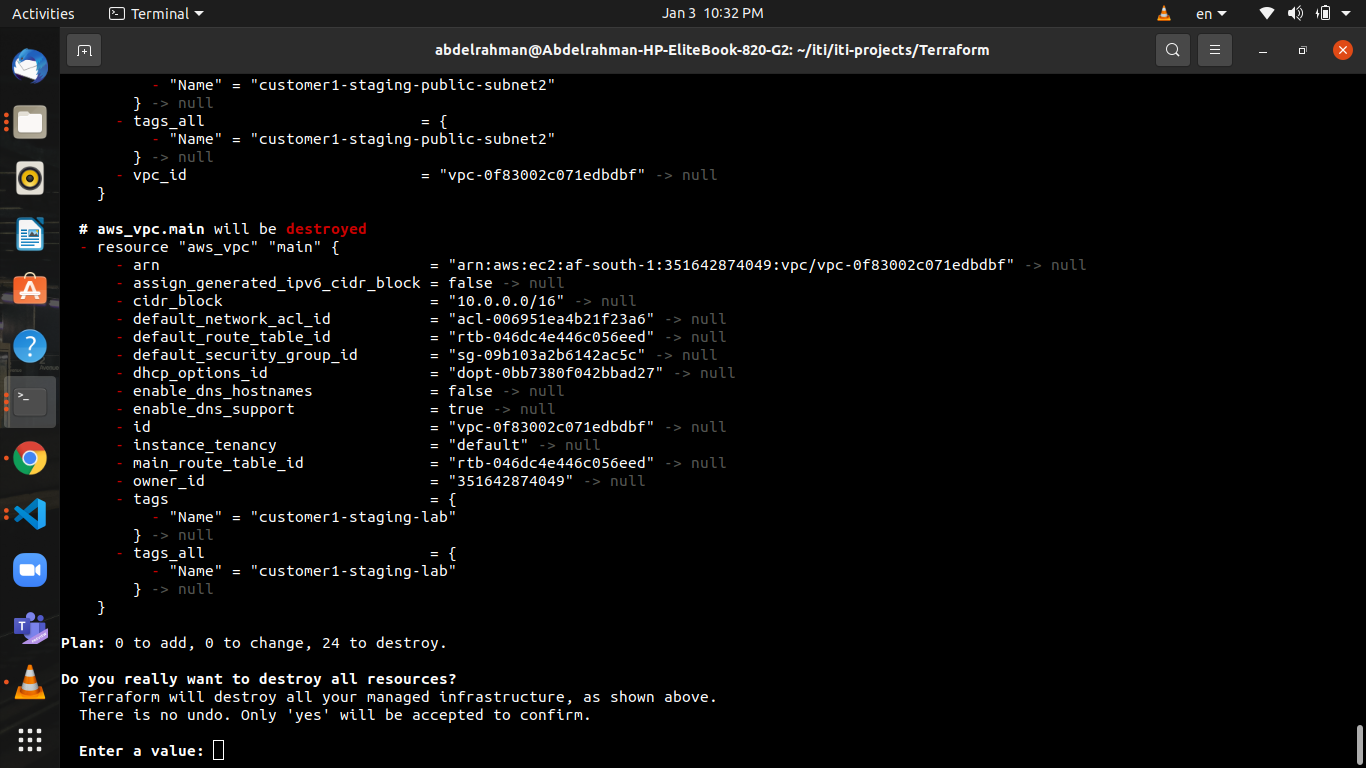 Activities
Terminal
Jan 3 10:32 PM
en
abdelrahman@Abdelrahman-HP-EliteBook-820-G2: ~/iti/iti-projects/Terraform
- "Name" = "customer1-staging-public-subnet2"
} -> null
- tags_all = {
- "Name" = "customer1-staging-public-subnet2"
} -> null
- vpc_id = "vpc-0f83002c071edbdbf" -> null
}
# aws_vpc.main will be destroyed
- resource "aws_vpc" "main" {
- arn = "arn:aws:ec2:af-south-1:351642874049:vpc/vpc-0f83002c071edbdbf" -> null
- assign_generated_ipv6_cidr_block = false -> null
- cidr_block = "10.0.0.0/16" -> null
- default_network_acl_id = "acl-006951ea4b21f23a6" -> null
- default_route_table_id = "rtb-046dc4e446c056eed" -> null
- default_security_group_id = "sg-09b103a2b6142ac5c" -> null
- dhcp_options_id = "dopt-0bb7380f042bbad27" -> null
- enable_dns_hostnames = false -> null
- enable_dns_support = true -> null
- id = "vpc-0f83002c071edbdbf" -> null
- instance_tenancy = "default" -> null
- main_route_table_id = "rtb-046dc4e446c056eed" -> null
- owner_id = "351642874049" -> null
- tags = {
- "Name" = "customer1-staging-lab"
} -> null
- tags_all = {
- "Name" = "customer1-staging-lab"
} -> null
}
Plan: 0 to add, 0 to change, 24 to destroy.
Do you really want to destroy all resources?
Terraform will destroy all your managed infrastructure, as shown above.
There is no undo. Only 'yes' will be accepted to confirm.
Enter a value: